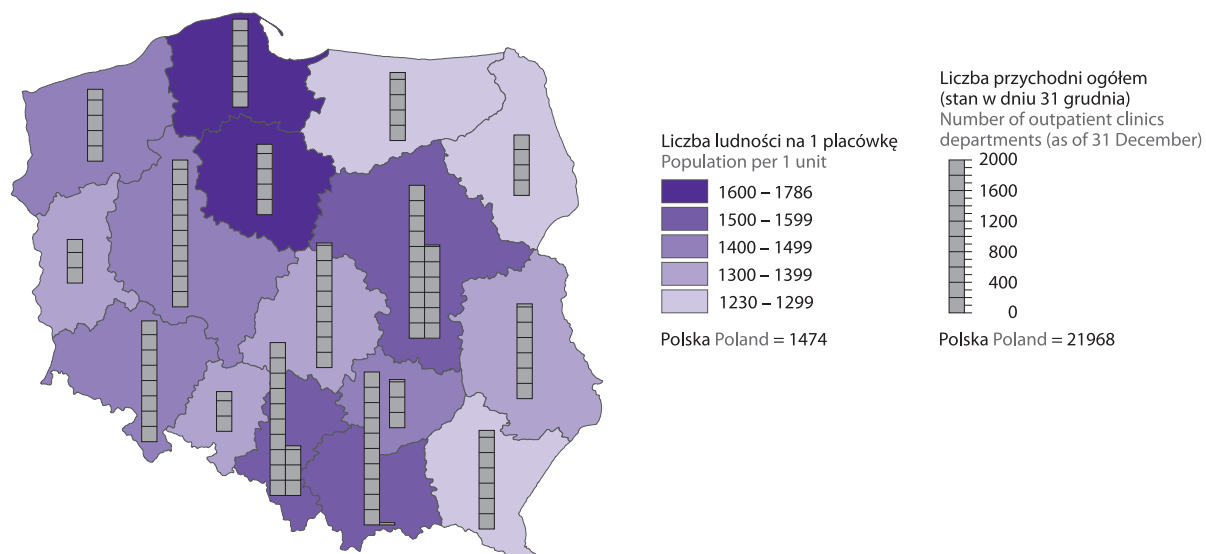 Liczba ludności na 1 placówkę
Population per 1 unit
1600 – 1786
1500 – 1599
1400 – 1499
1300 – 1399
1230 – 1299
Polska Poland = 1474
Liczba przychodni ogółem
(stan w dniu 31 grudnia)
Number of outpatient clinics
departments (as of 31 December)
2000
1600
1200
800
400
0
Polska Poland = 21968